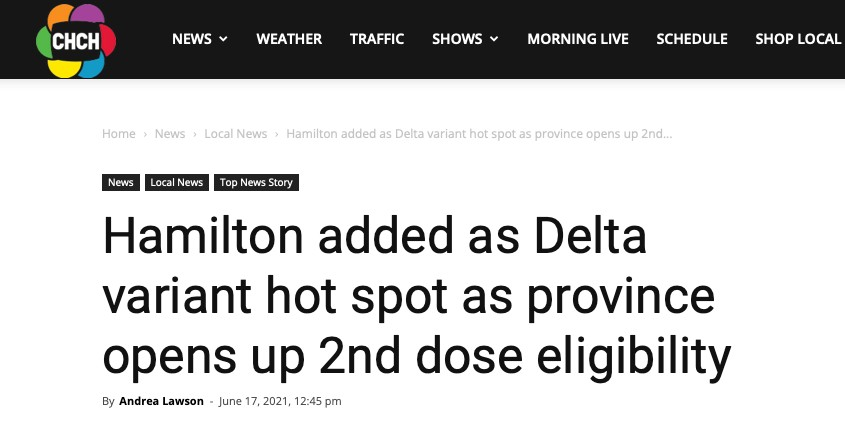 CHCH
NEWS WEATHER TRAFFIC SHOWS MORNING LIVE SCHEDULE SHOP LOCAL
Home › News › Local News › Hamilton added as Delta variant hot spot as province opens up 2nd...
News Local News Top News Story
Hamilton added as Delta
variant hot spot as province
opens up 2nd dose eligibility
By Andrea Lawson - June 17, 2021, 12:45 pm